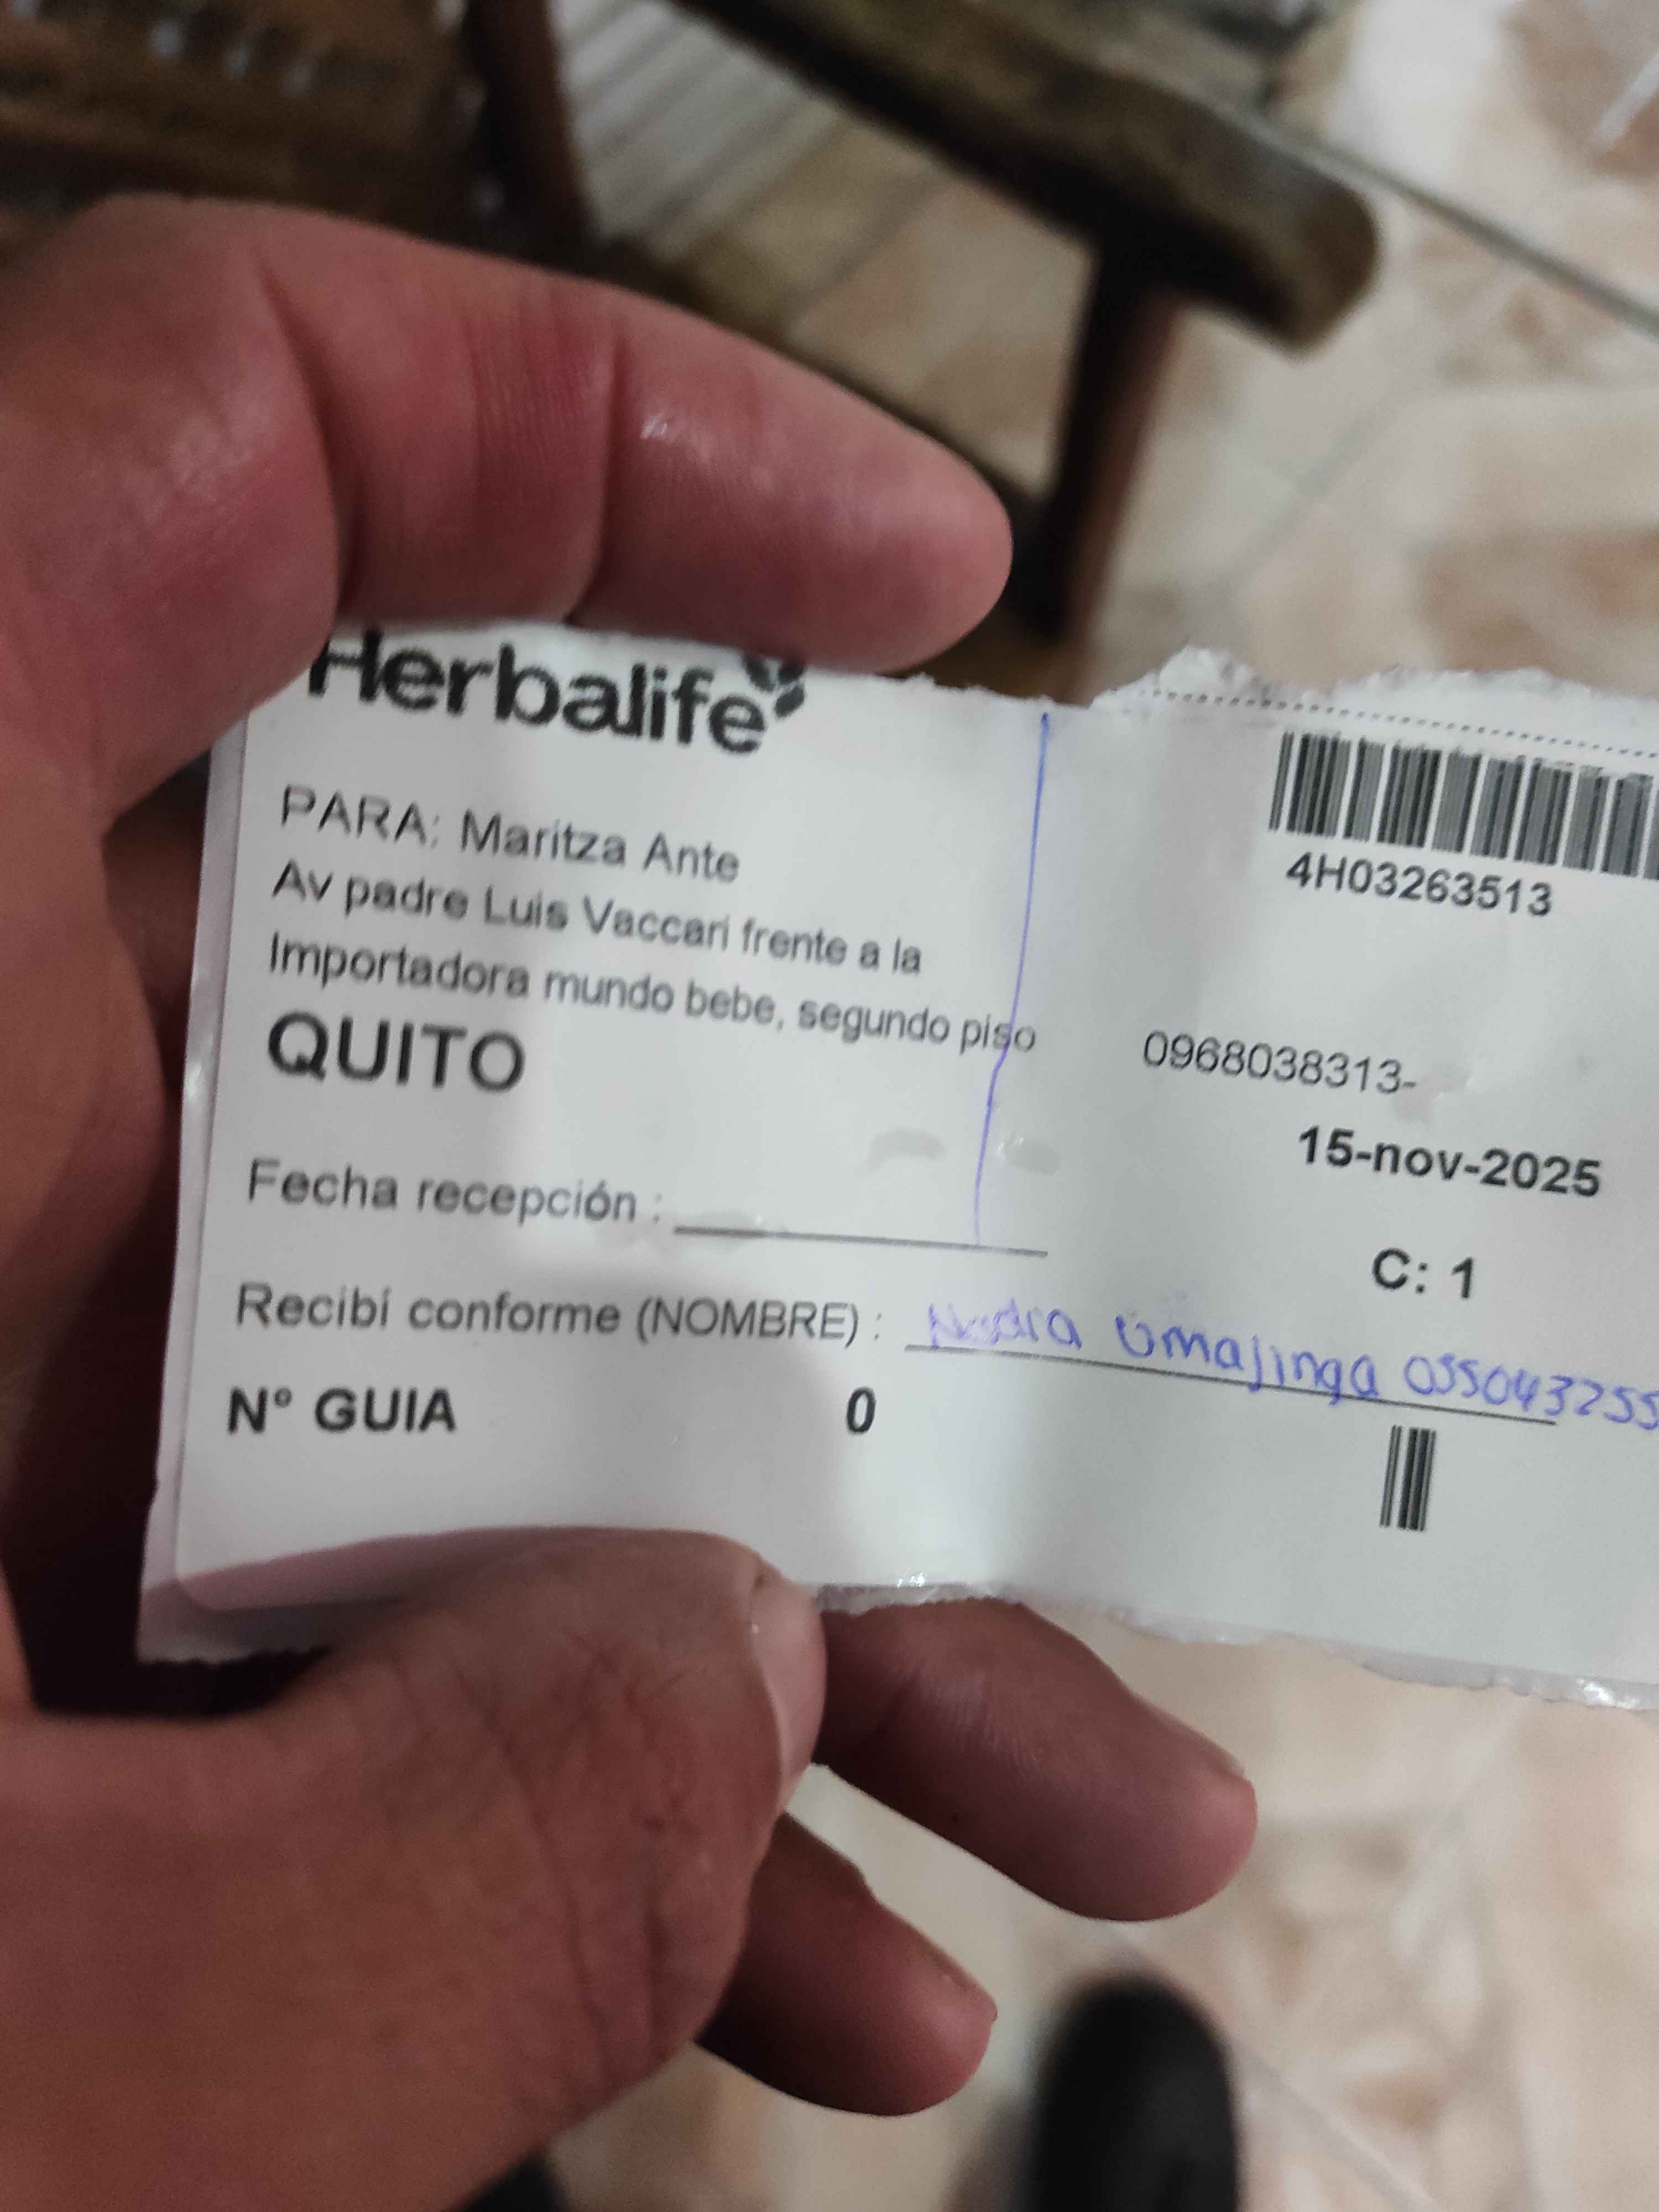 Herbalife
PARA: Maritza Ante
Av padre Luis Vaccari frente a la
Importadora mundo bebe, segundo piso
QUITO
4H03263513
0968038313-
15-nov-2025
Fecha recepción :
C: 1
Recibí conforme (NOMBRE) : Umajinga 055043255
N° GUIA 0